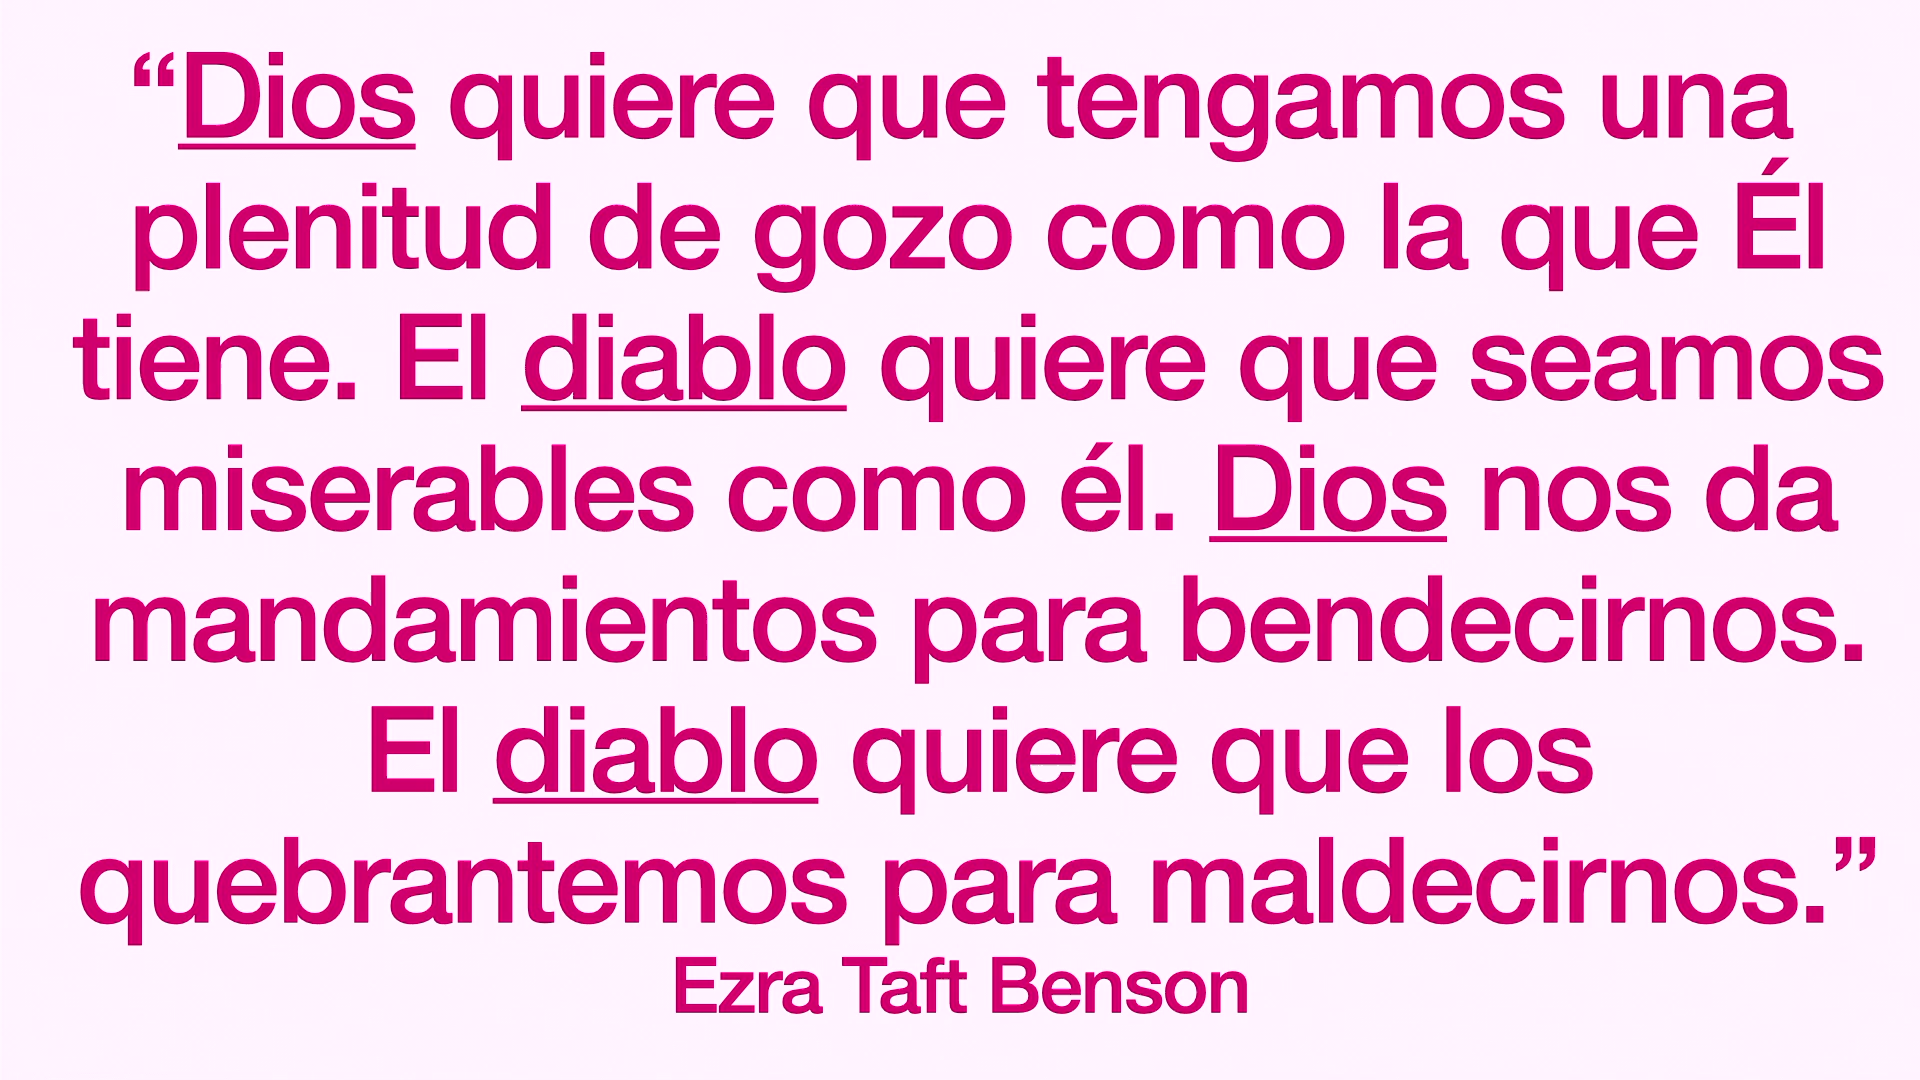 “Dios quiere que tengamos una
plenitud de gozo como la que Él
tiene. El diablo quiere que seamos
miserables como él. Dios nos da
mandamientos para bendecirnos.
El diablo quiere que los
quebrantemos para maldecirnos.”
Ezra Taft Benson